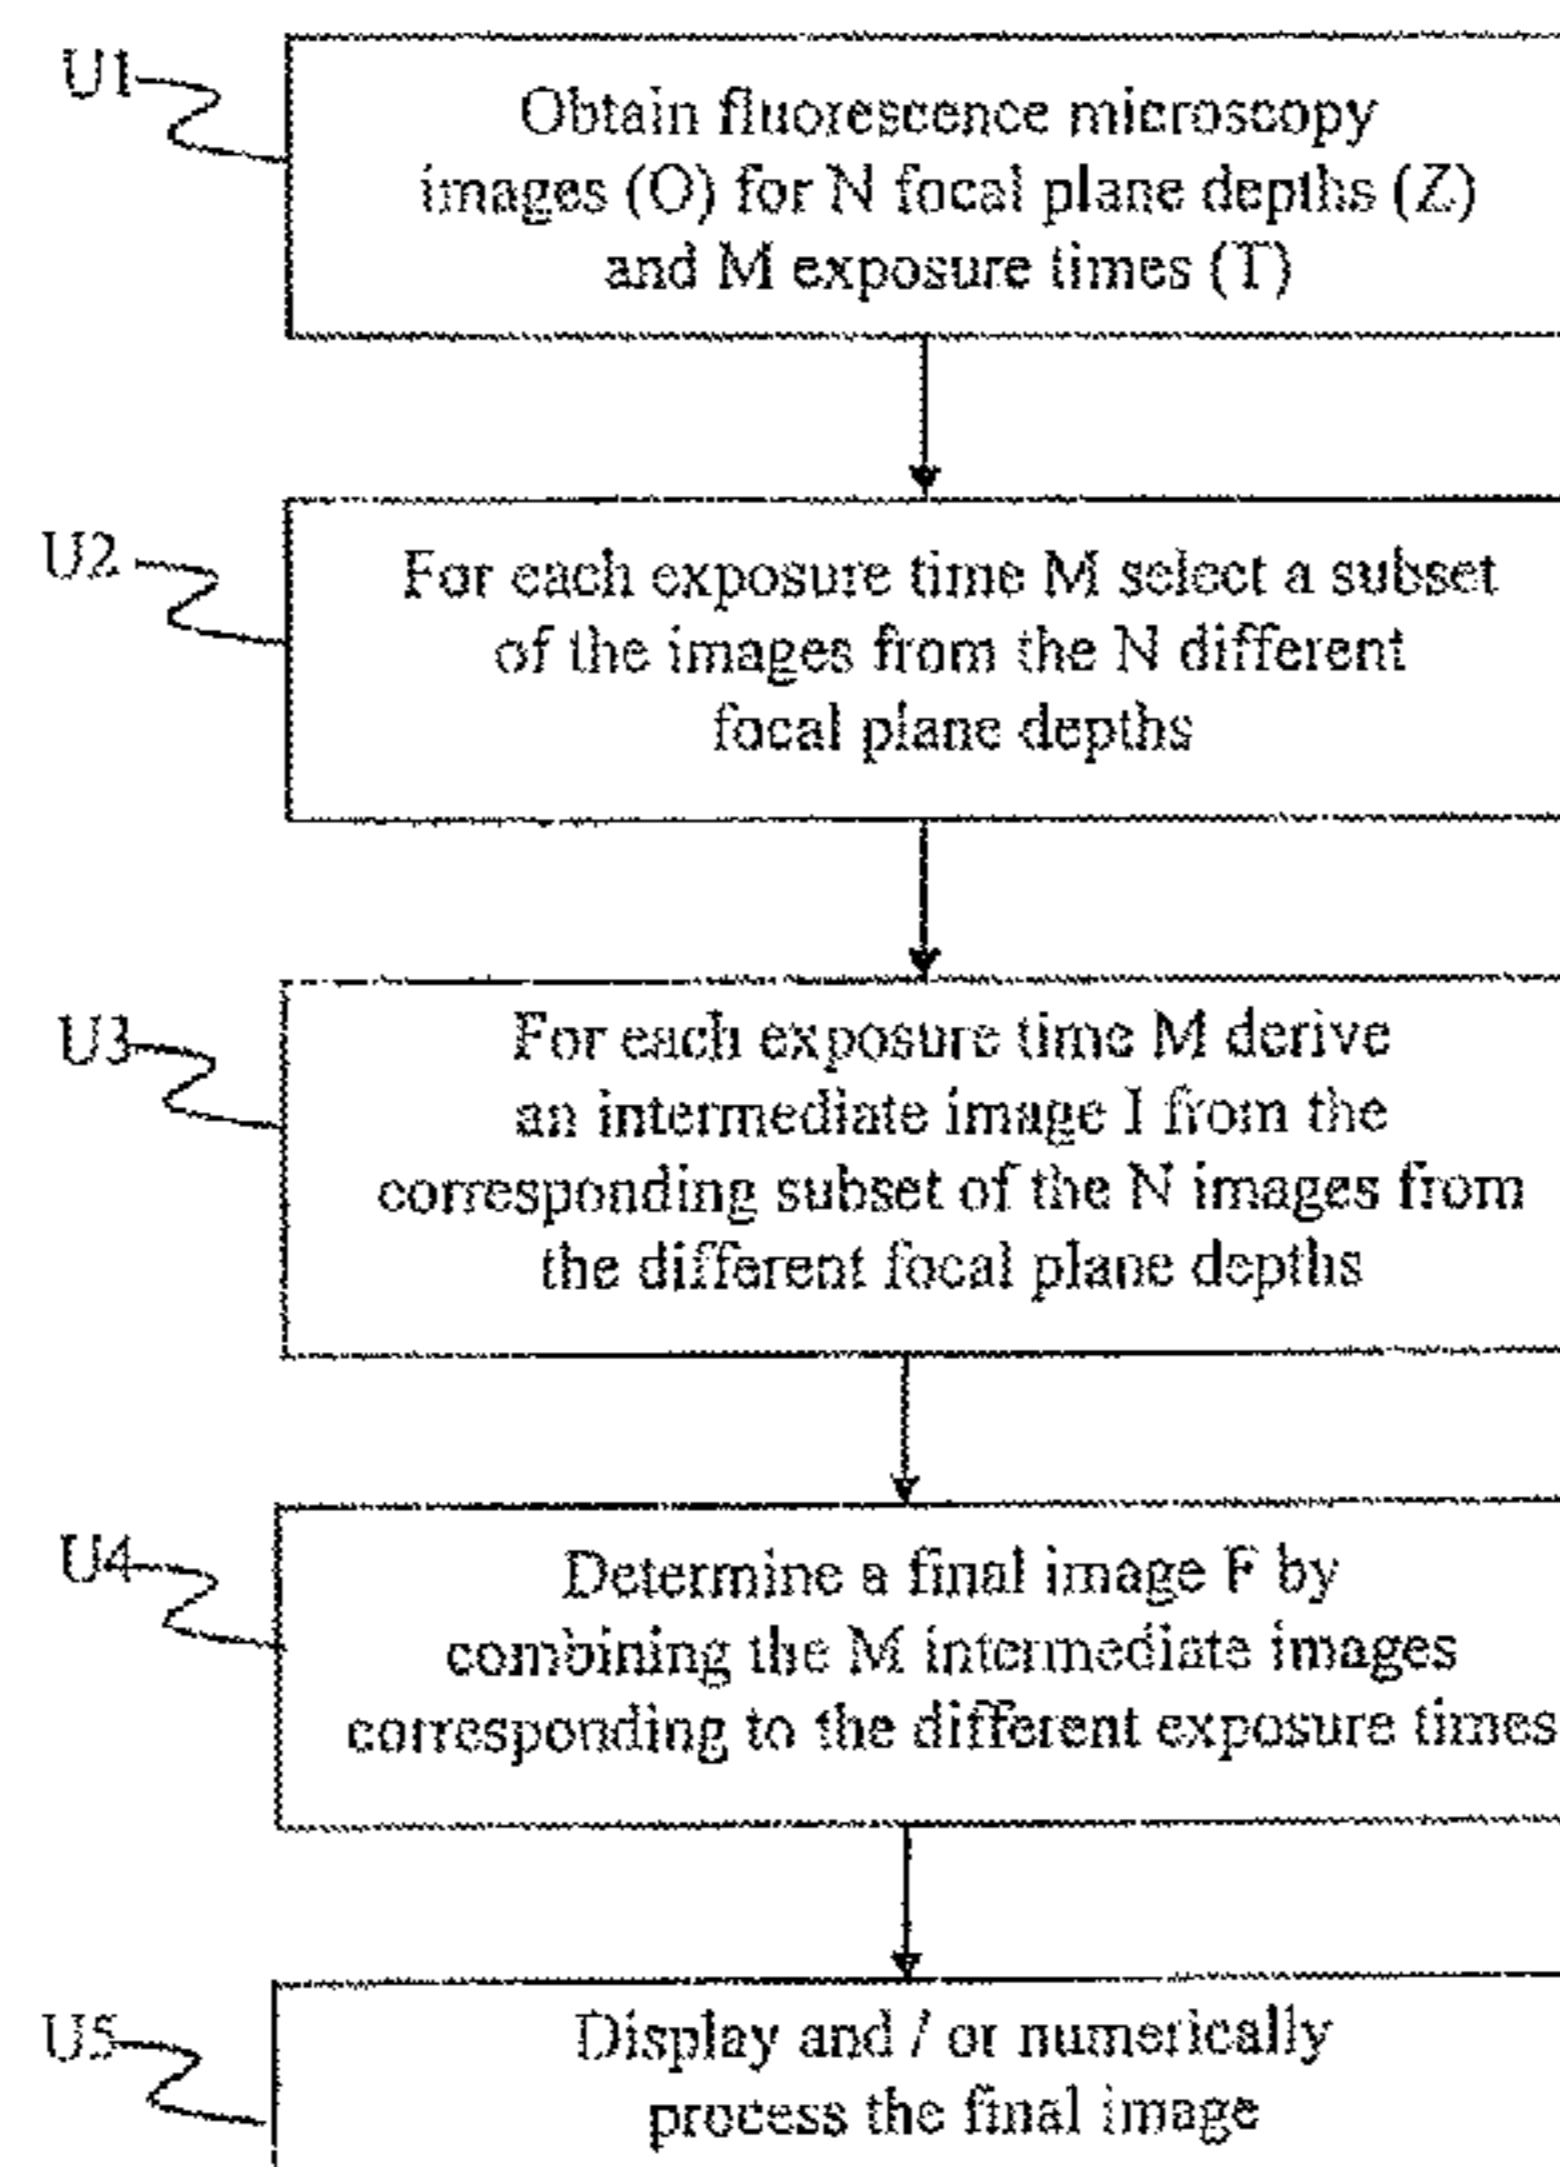 U1
Obtain fluorescence microscopy
images (O) for N focal plane depths (Z)
and M exposure times (T)
U2
For each exposure time M select a subset
of the images from the N different
focal plane depths
U3
For each exposure time M derive
an intermediate image I from the
corresponding subset of the N images from
the different focal plane depths
U4
Determine a final image F by
combining the M intermediate images
corresponding to the different exposure times
U5
Display and / or numerically
process the final image